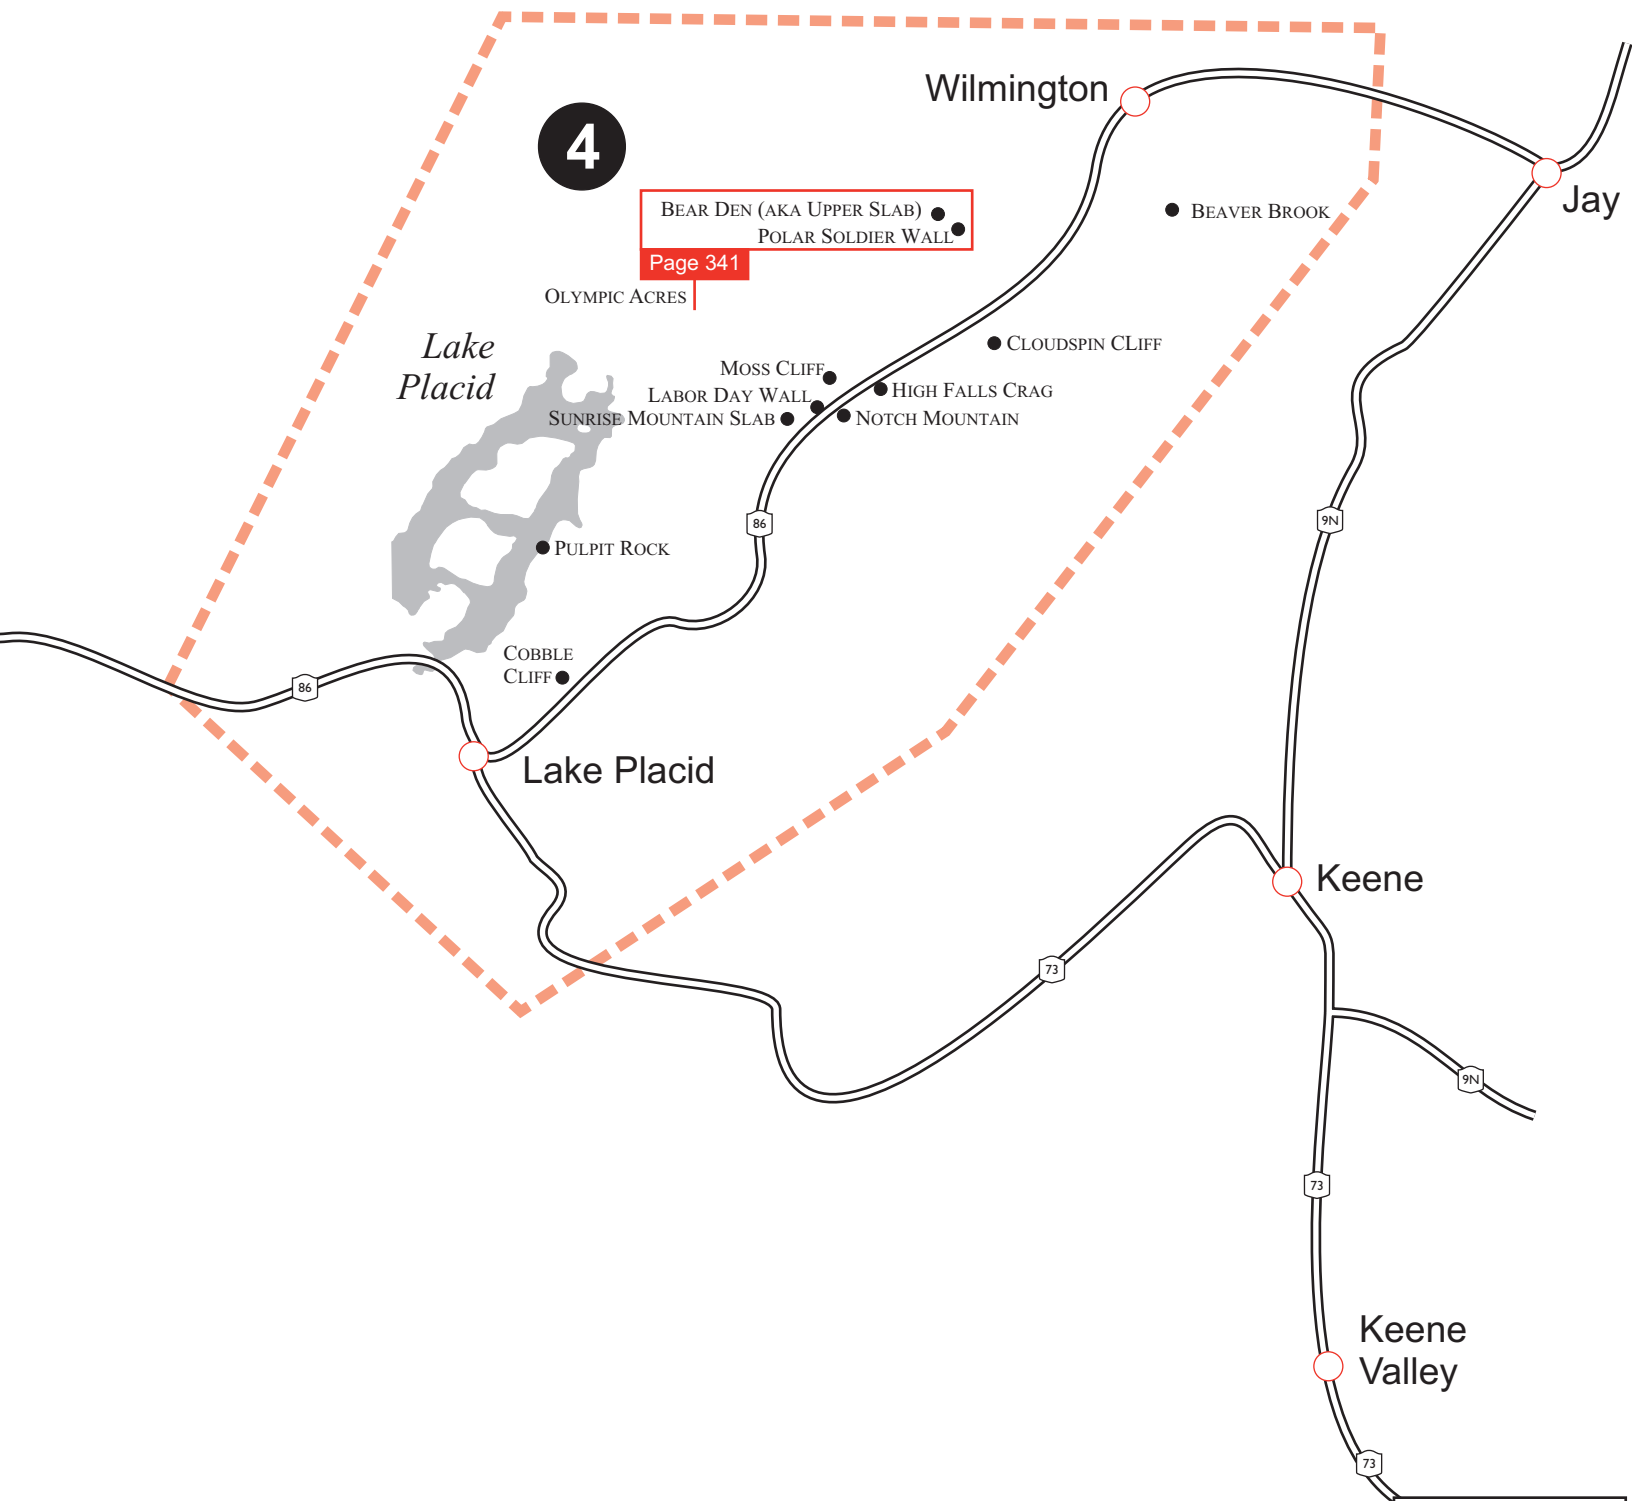 Wilmington
4
Jay
BEAR DEN (AKA UPPER SLAB)
BEAVER BROOK
POLAR SOLDIER WALL
Page 341
OLYMPIC ACRES
Lake
Placid
CLOUDSPIN CLIFF
MOSS CLIFF
HIGH FALLS CRAG
LABOR DAY WALL
SUNRISE MOUNTAIN SLAB
NOTCH MOUNTAIN
86
9N
PULPIT ROCK
COBBLE
CLIFF
86
Lake Placid
Keene
73
9N
73
Keene
Valley
73